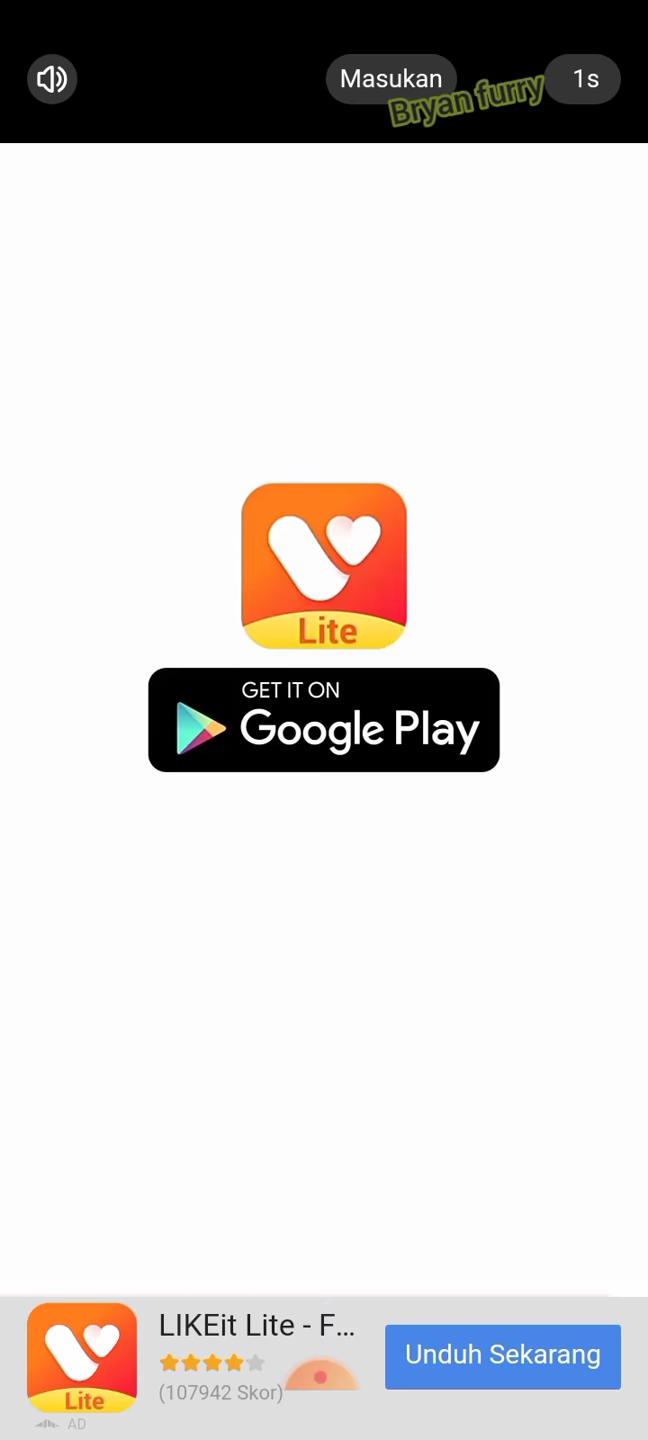 Masukan
1s
Bryan furry
Lite
GET IT ON
Google Play
LIKEit Lite - F...
Unduh Sekarang
(107942 Skor)
Lite
AD